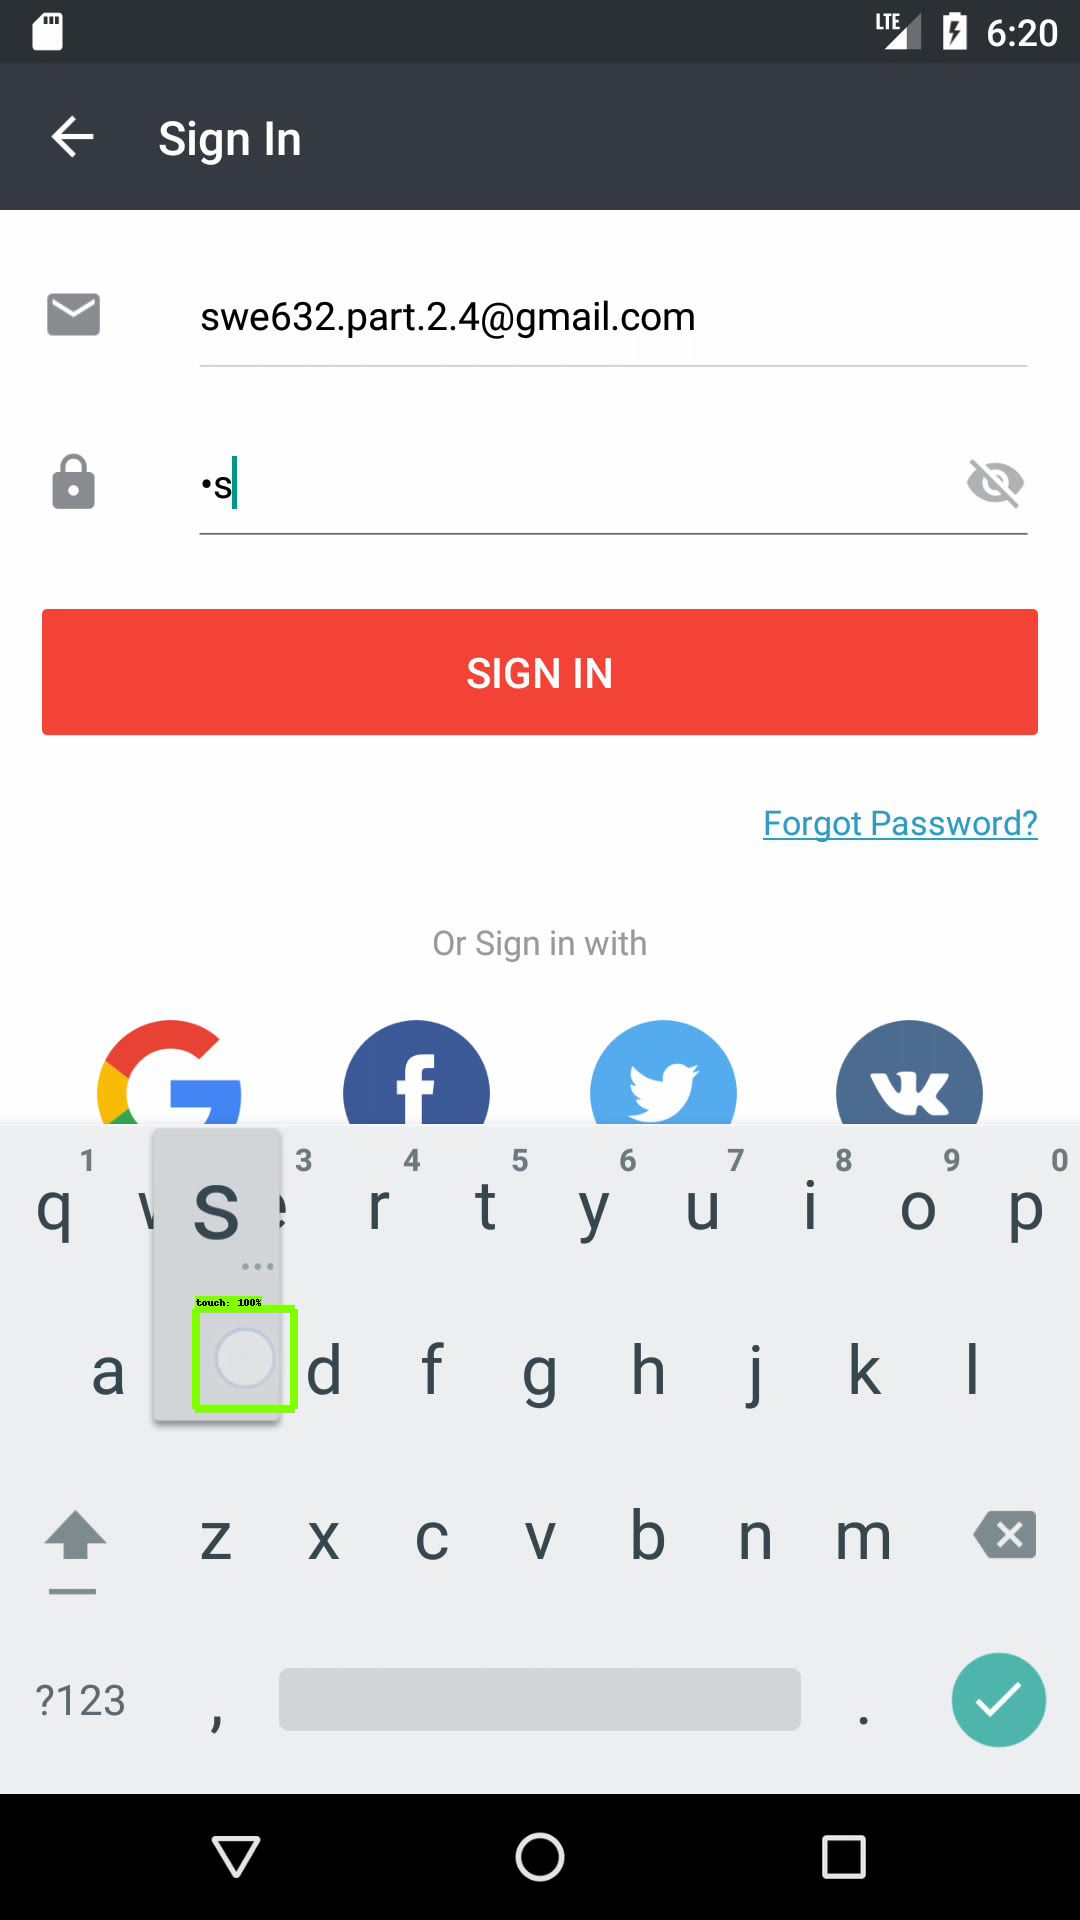 LTE 6:20
Sign In
swe632.part.2.4@gmail.com
•s
SIGN IN
Forgot Password?
Or Sign in with
1 3 4 5 6 7 8 9 0
q w e r t y u i o p
s
touch: 100%
a d f g h j k l
z x c v b n m
?123 , .